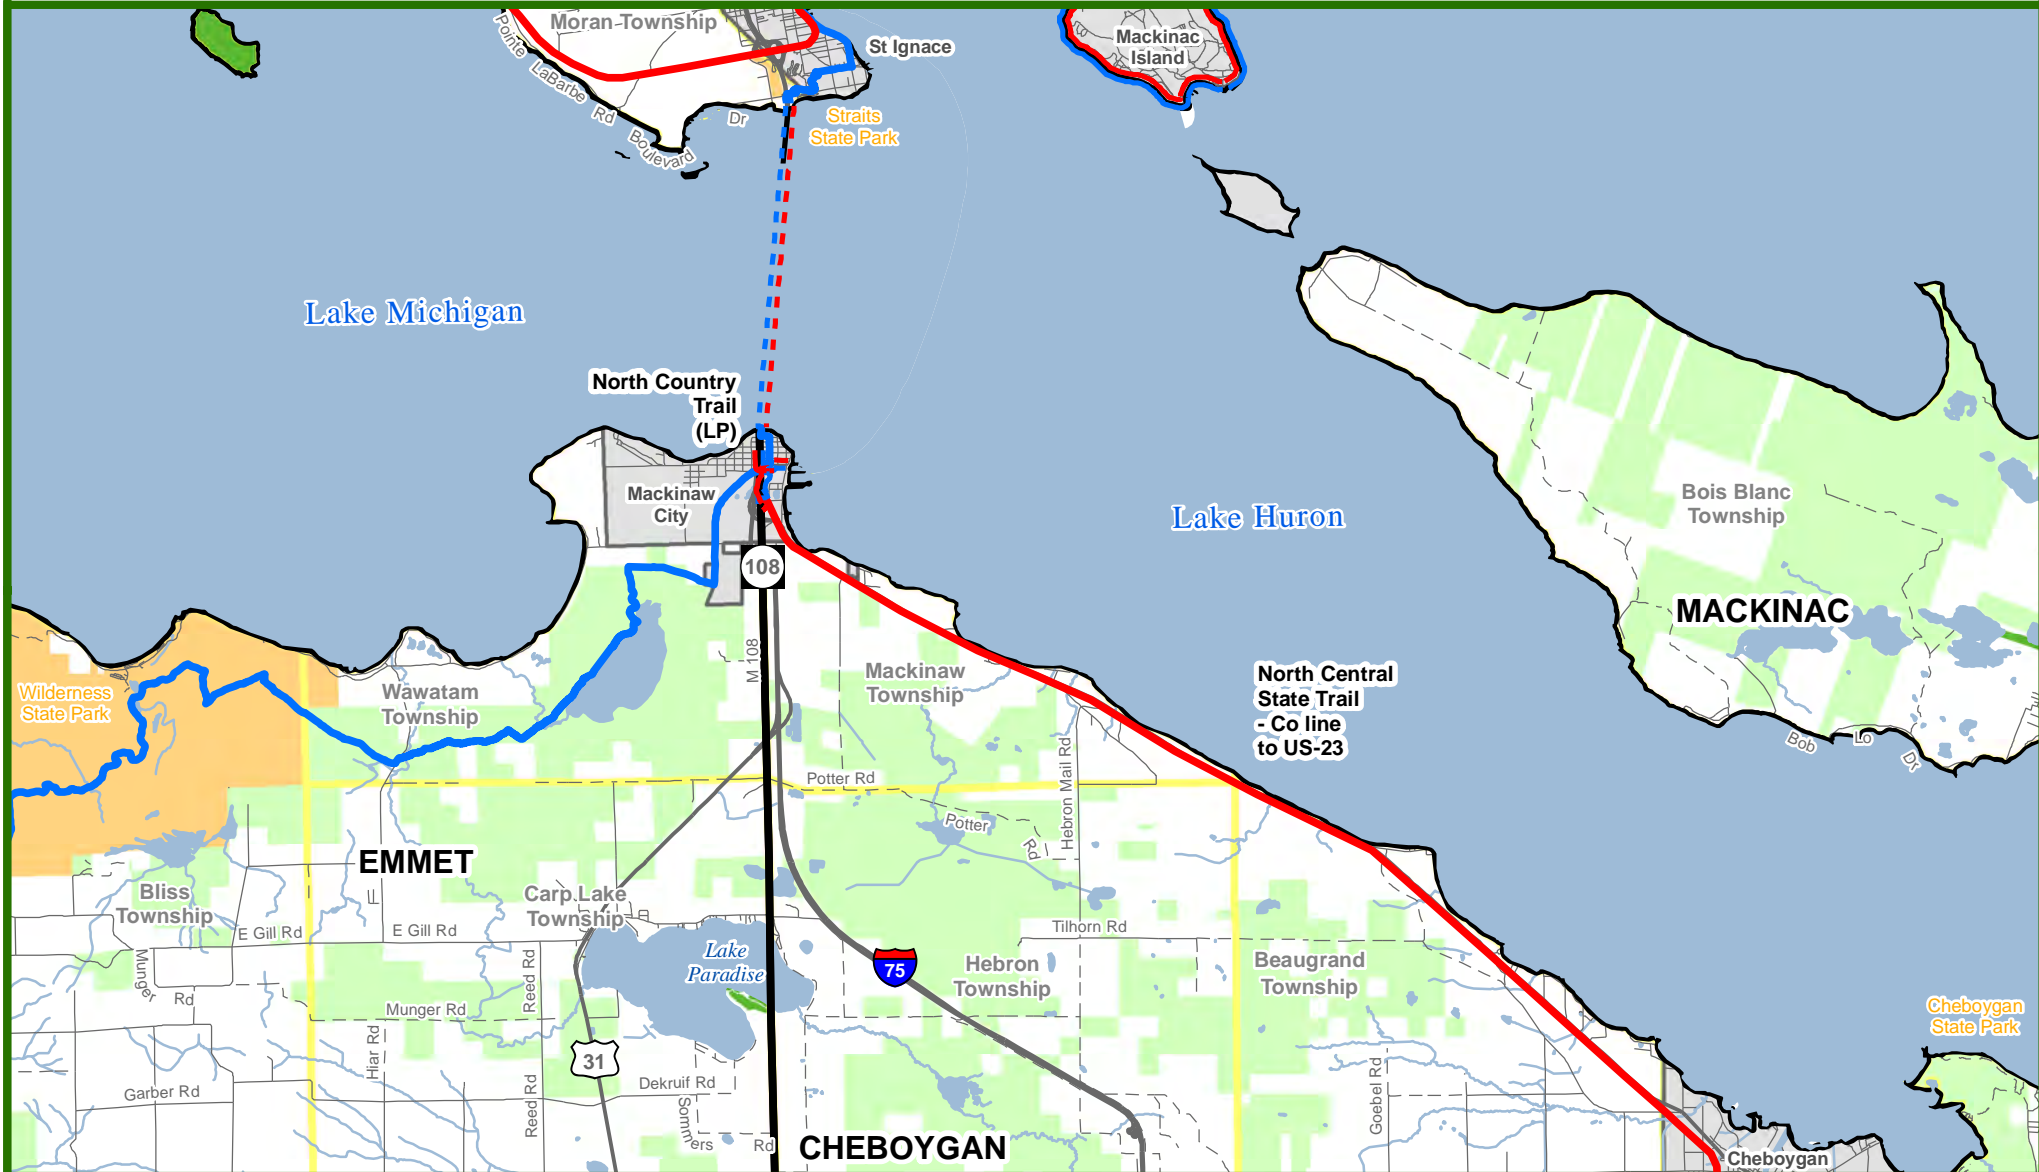 Moran Township
St Ignace
Mackinac
Island
Pointe
LaBarbe
Rd
Boulevard
Dr
Straits
State Park
Lake Michigan
North Country
Trail
(LP)
Mackinaw
City
Lake Huron
Bois Blanc
Township
108
MACKINAC
M 108
Mackinaw
Township
Wilderness
State Park
Wawatam
Township
North Central
State Trail
- Co line
to US-23
Bob
Lo
Dr
Hebron Mail Rd
Potter Rd
Potter
Rd
EMMET
Bliss
Township
Carp Lake
Township
E Gill Rd
E Gill Rd
Tilhorn Rd
Lake
Paradise
75
Hebron
Township
Beaugrand
Township
Munger
Rd
Reed Rd
Munger Rd
Cheboygan
State Park
Hiar Rd
31
Garber Rd
Dekruif Rd
Reed Rd
Sommers
Rd
Goebel Rd
CHEBOYGAN
Cheboygan